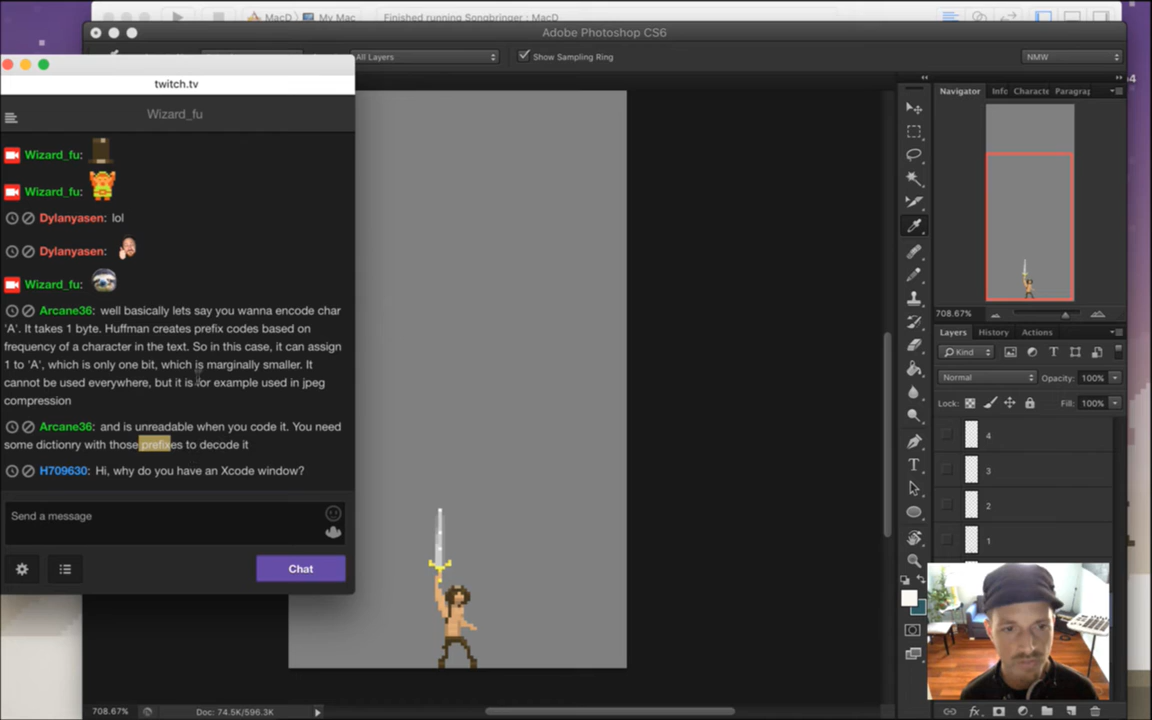 MacD
My Mac
Finished running Songbringer : MacD
Adobe Photoshop CS6
All Layers
Show Sampling Ring
NMW
twitch.tv
Wizard_fu
Wizard_fu:
Wizard_fu:
Dylanyasen: lol
Dylanyasen:
Wizard_fu:
Arcane36: well basically lets say you wanna encode char
'A'. It takes 1 byte. Huffman creates prefix codes based on
frequency of a character in the text. So in this case, it can assign
1 to 'A', which is only one bit, which is marginally smaller. It
cannot be used everywhere, but it is for example used in jpeg
compression
Arcane36: and is unreadable when you code it. You need
some dictionry with those prefixes to decode it
H709630: Hi, why do you have an Xcode window?
Send a message
Chat
Navigator
Info
Characte
Paragrap
708.67%
Layers
History
Actions
Kind
Normal
Opacity: 100%
Lock:
Fill: 100%
4
3
2
1
fx
708.67%
Doc: 74.5K/596.3K